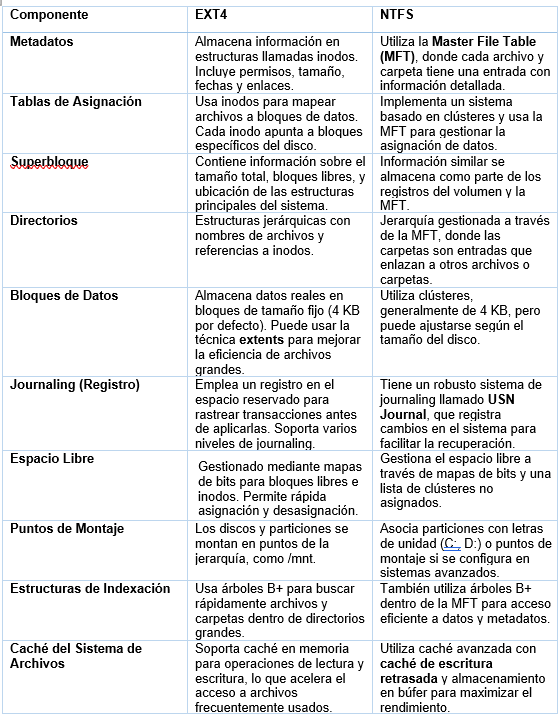 Componente
EXT4
NTFS
Metadatos
Almacena información en
estructuras llamadas inodos.
Incluye permisos, tamaño,
fechas y enlaces.
Utiliza la Master File Table
(MFT), donde cada archivo y
carpeta tiene una entrada con
información detallada.
Tablas de Asignación
Usa inodos para mapear
archivos a bloques de datos.
Cada inodo apunta a bloques
específicos del disco.
Implementa un sistema
basado en clústeres y usa la
MFT para gestionar la
asignación de datos.
Superbloque
Contiene información sobre el
tamaño total, bloques libres, y
ubicación de las estructuras
principales del sistema.
Información similar se
almacena como parte de los
registros del volumen y la
MFT.
Directorios
Estructuras jerárquicas con
nombres de archivos y
referencias a inodos.
Jerarquía gestionada a través
de la MFT, donde las
carpetas son entradas que
enlazan a otros archivos o
carpetas.
Bloques de Datos
Almacena datos reales en
bloques de tamaño fijo (4 KB
por defecto). Puede usar la
técnica extents para mejorar
la eficiencia de archivos
grandes.
Utiliza clústeres,
generalmente de 4 KB, pero
puede ajustarse según el
tamaño del disco.
Journaling (Registro)
Emplea un registro en el
espacio reservado para
rastrear transacciones antes
de aplicarlas. Soporta varios
niveles de journaling.
Tiene un robusto sistema de
journaling llamado USN
Journal, que registra
cambios en el sistema para
facilitar la recuperación.
Espacio Libre
Gestionado mediante mapas
de bits para bloques libres e
inodos. Permite rápida
asignación y desasignación.
Gestiona el espacio libre a
través de mapas de bits y una
lista de clústeres no
asignados.
Puntos de Montaje
Los discos y particiones se
montan en puntos de la
jerarquía, como /mnt.
Asocia particiones con letras
de unidad (C:, D:) o puntos de
montaje si se configura en
sistemas avanzados.
Estructuras de Indexación
Usa árboles B+ para buscar
rápidamente archivos y
carpetas dentro de directorios
grandes.
También utiliza árboles B+
dentro de la MFT para acceso
eficiente a datos y metadatos.
Caché del Sistema de
Archivos
Soporta caché en memoria
para operaciones de lectura y
escritura, lo que acelera el
acceso a archivos
frecuentemente usados.
Utiliza caché avanzada con
caché de escritura
retrasada y almacenamiento
en búfer para maximizar el
rendimiento.